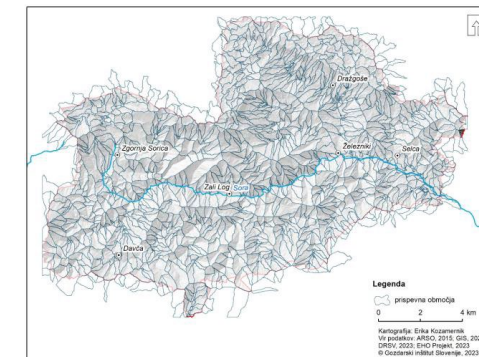 Dražgoše
Zgornja Sorica
Železniki
Selca
Zali Log
Sora
Davča
Legenda
prispevna območja
0 2 4 km
Kartografija: Erika Kozamernik
Vir podatkov: ARSO, 2015; GIS,
DRSV, 2023; EHO Projekt, 2023
© Gozdarski inštitut Slovenije, 2023